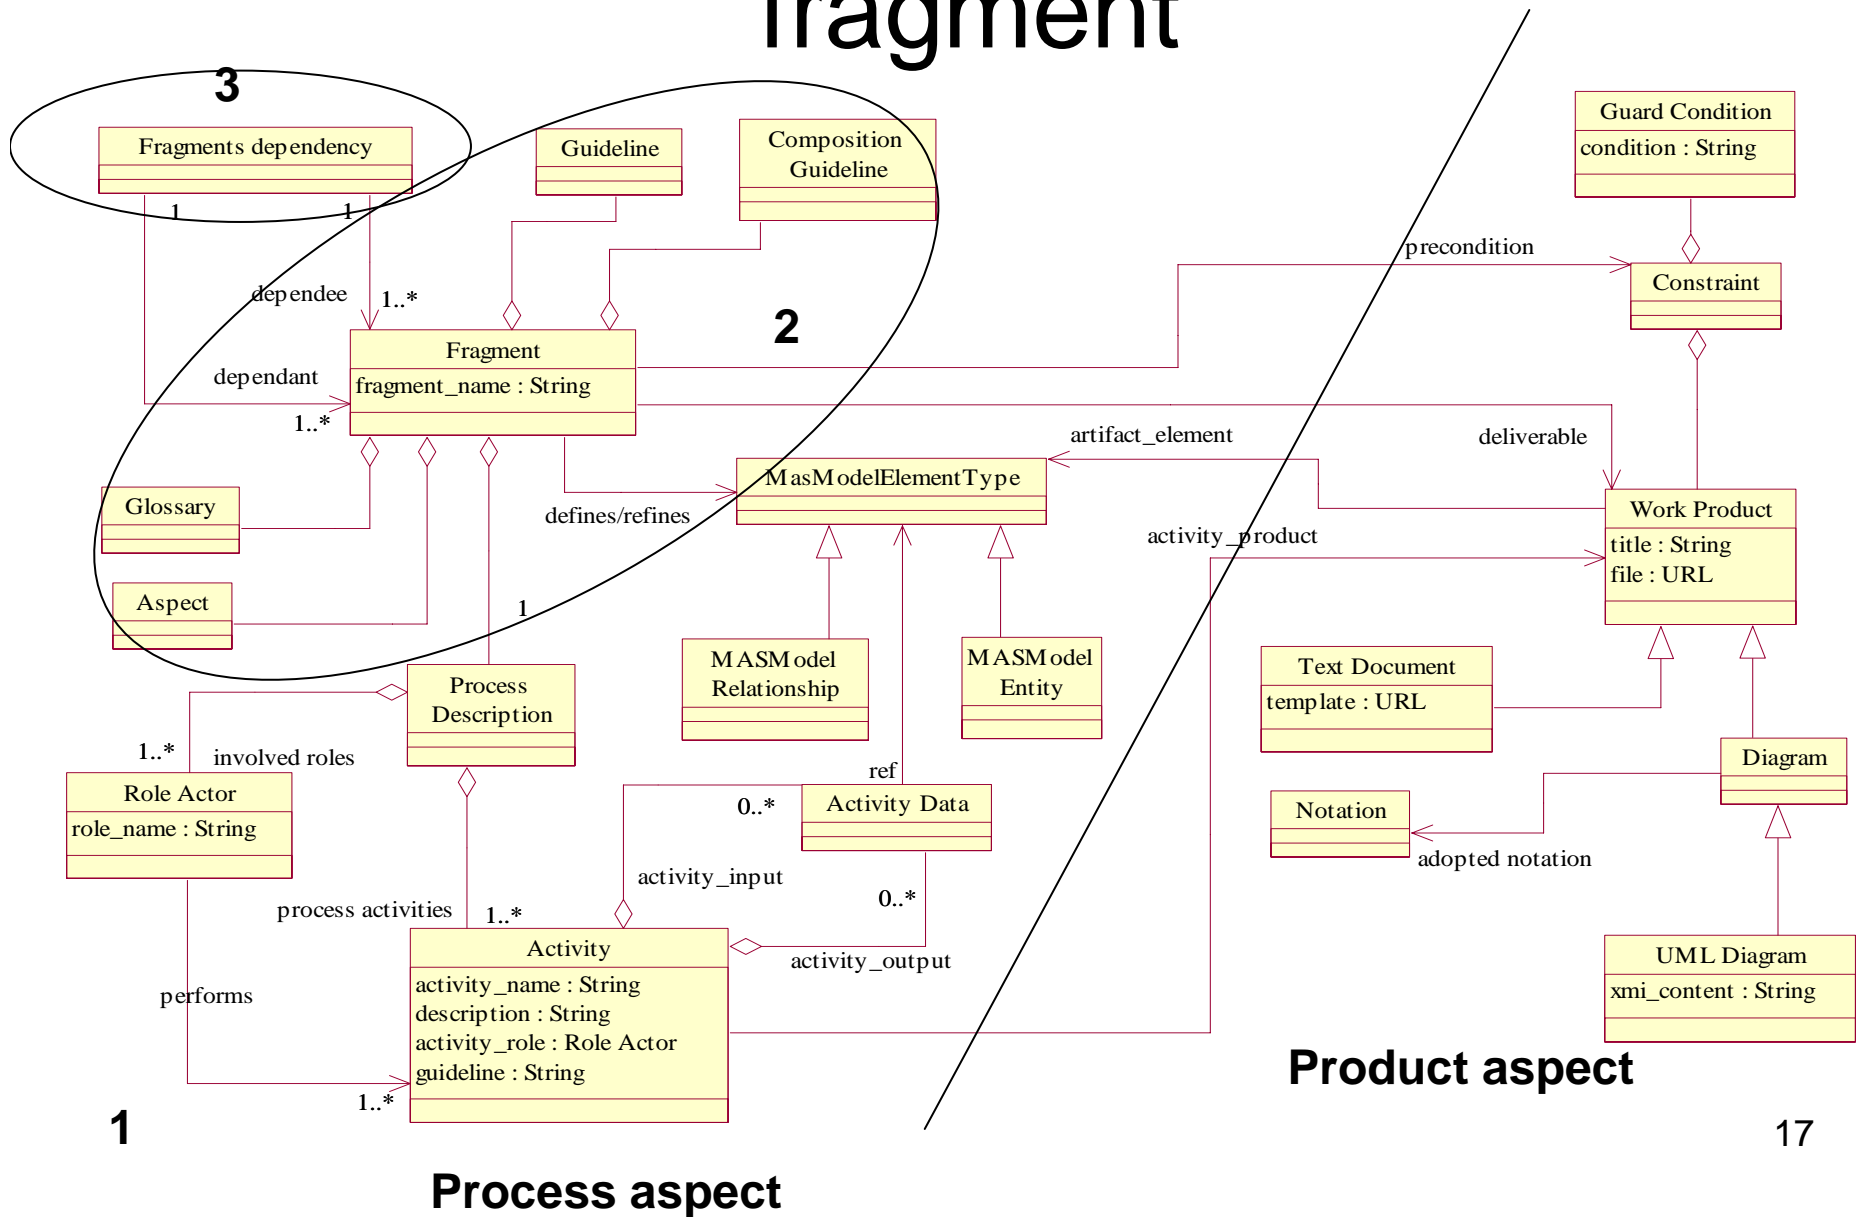 fragment
3
Fragments dependency
Guideline
Composition
Guideline
Guard Condition
condition : String
1
1
precondition
Constraint
dependee
1..*
2
Fragment
fragment_name : String
dependant
1..*
artifact_element
deliverable
MasModelElementType
Glossary
defines/refines
Work Product
title : String
file : URL
activity_product
Aspect
1
MASModel
Relationship
MASModel
Entity
Text Document
template : URL
Process
Description
1..*
involved roles
Diagram
ref
Role Actor
role_name : String
0..*
Activity Data
Notation
adopted notation
activity_input
0..*
process activities
1..*
Activity
activity_name : String
description : String
activity_role : Role Actor
guideline : String
activity_output
UML Diagram
xmi_content : String
performs
1..*
Product aspect
1
17
Process aspect